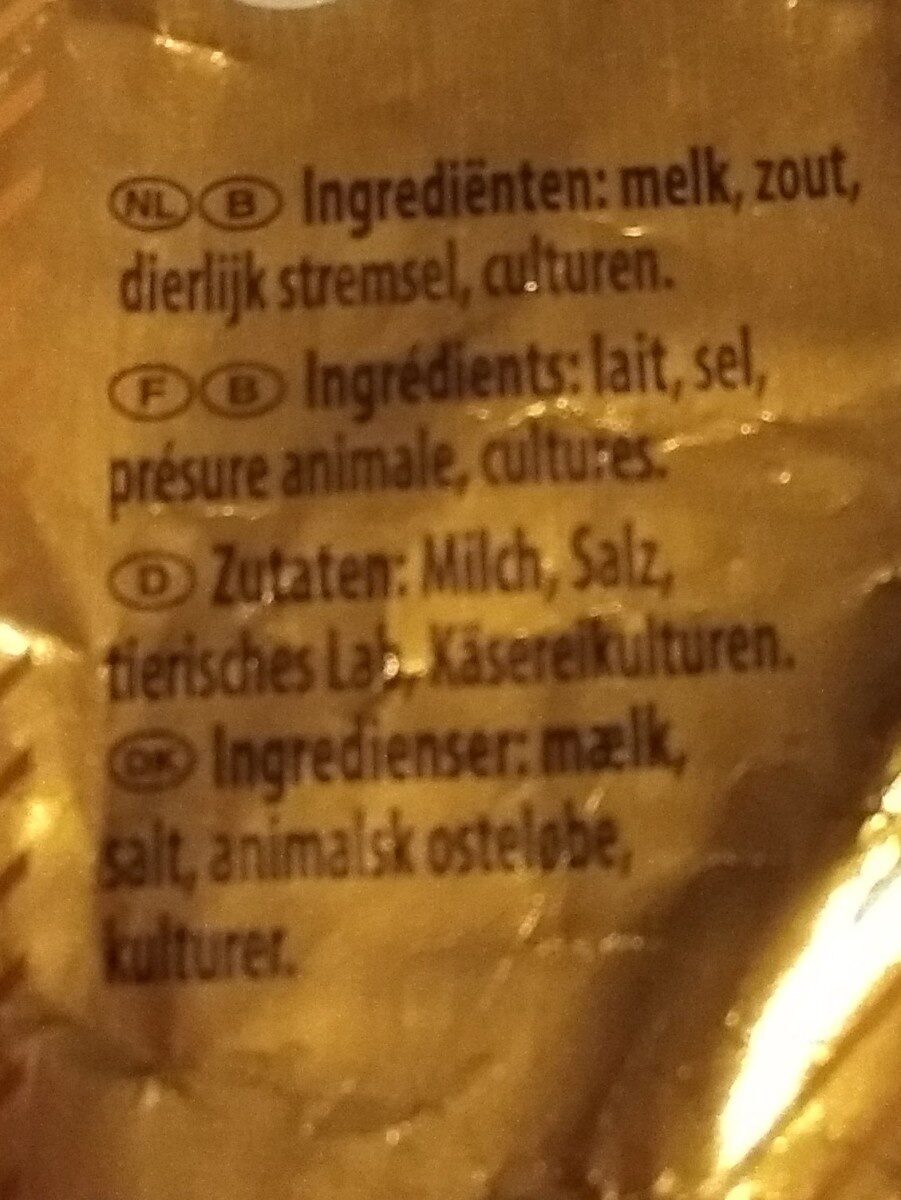 NL B Ingrediënten: melk, zout,
dierlijk stremsel, culturen.
F B Ingrédients: lait, sel,
présure animale, cultures.
D Zutaten: Milch, Salz,
tierisches Lab, Käsereikulturen.
DK Ingredienser: mælk,
salt, animalsk osteløbe,
kulturer.